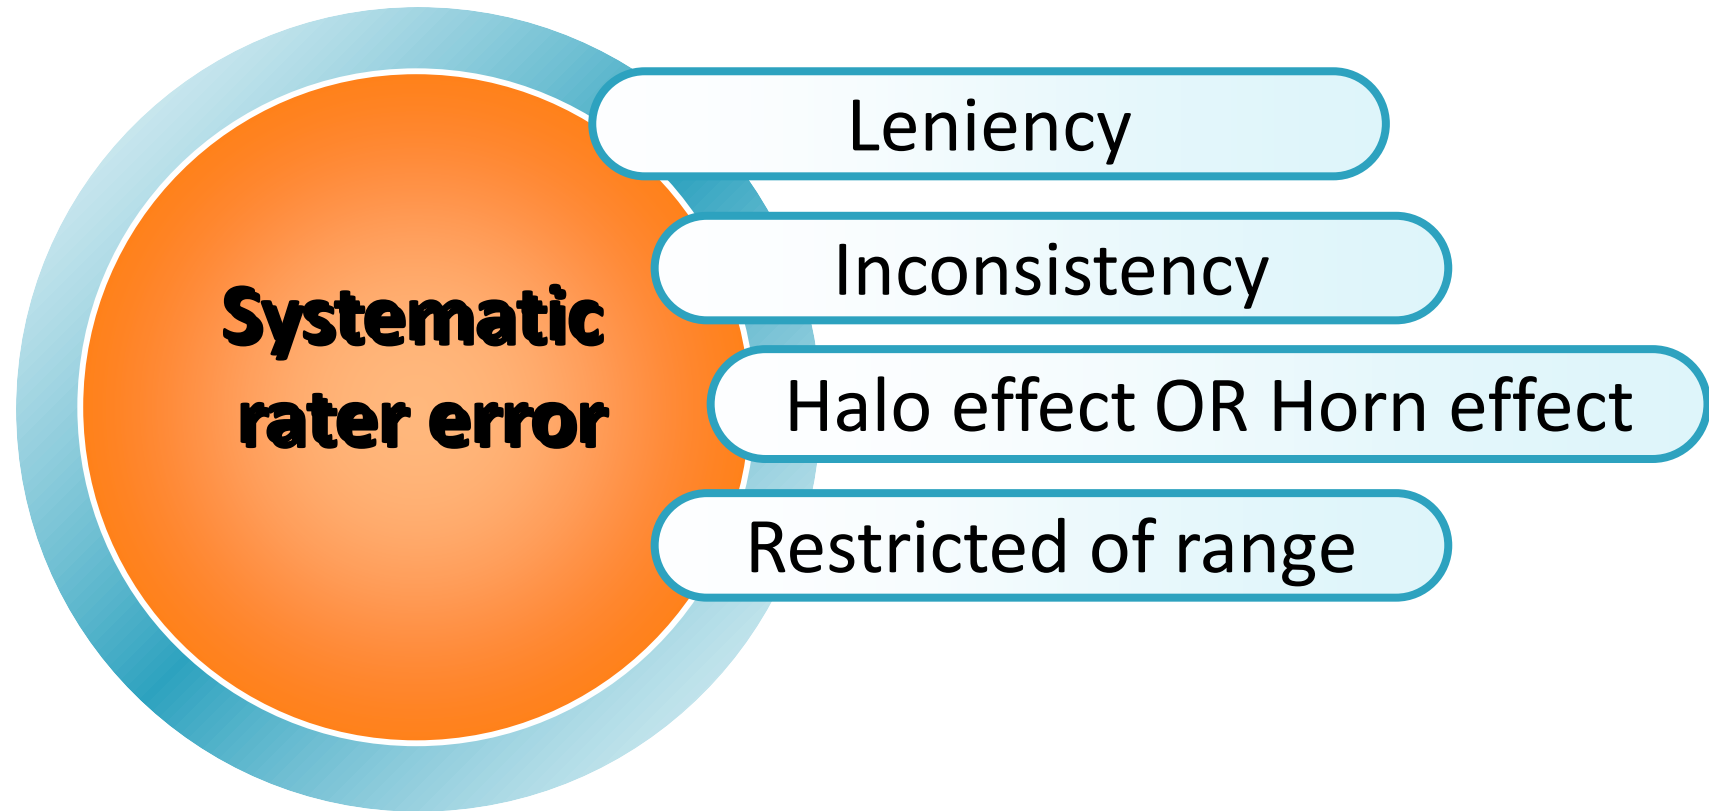 Systematic
rater error
Leniency
Inconsistency
Halo effect OR Horn effect
Restricted of range